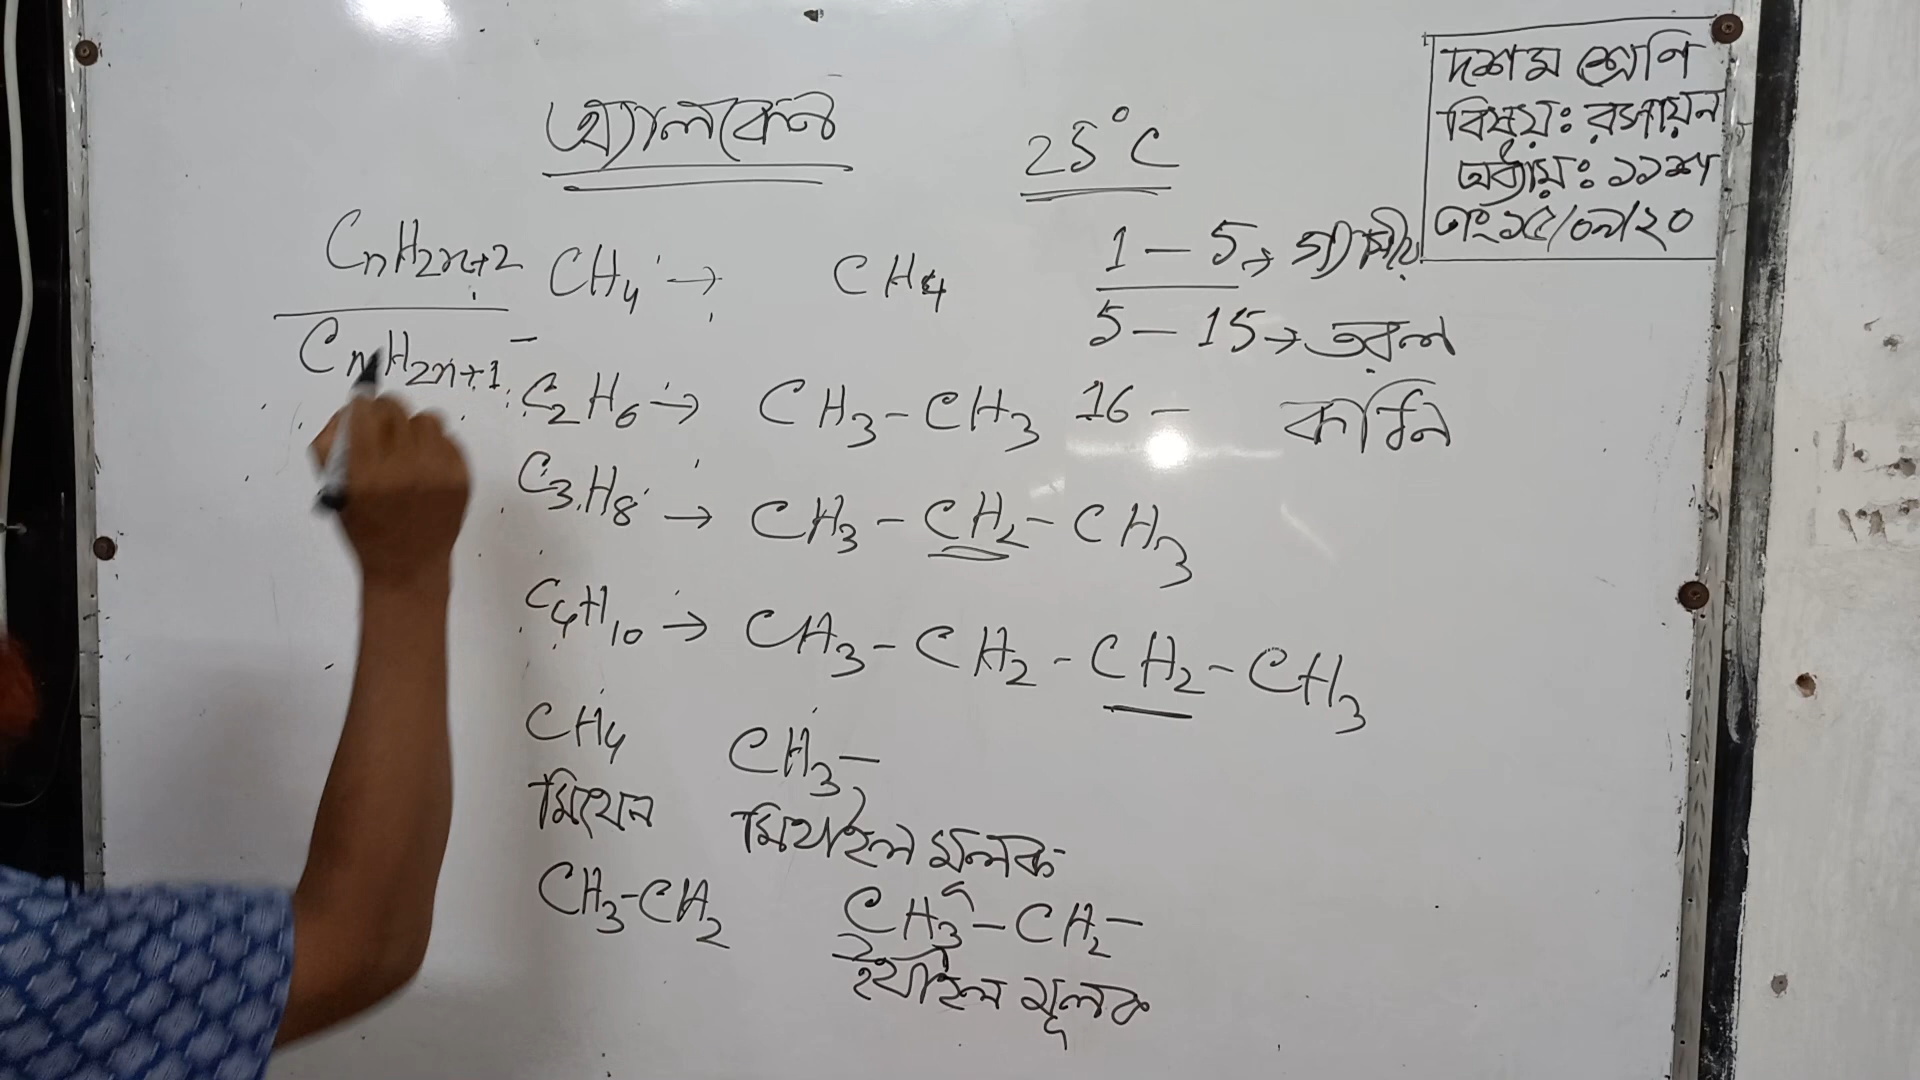 দশম শ্রেণি
বিষয়ঃ রসায়ন
অধ্যায়ঃ ১১শ
তাং১৫/০৯/২০
অ্যালকেন
25°C
CnH2n+2
CnH2n+1 –
CH4 → CH4
C2H6 → CH3 – CH3
C3H8 → CH3 – CH2 – CH3
C4H10 → CH3 – CH2 – CH2 – CH3
1 – 5 → গ্যাসীয়
5 – 15 → তরল
16 – কঠিন
CH4 CH3 –
মিথেন মিথাইল মূলক
CH3-CH2 CH3 – CH2 –
ইথাইল মূলক